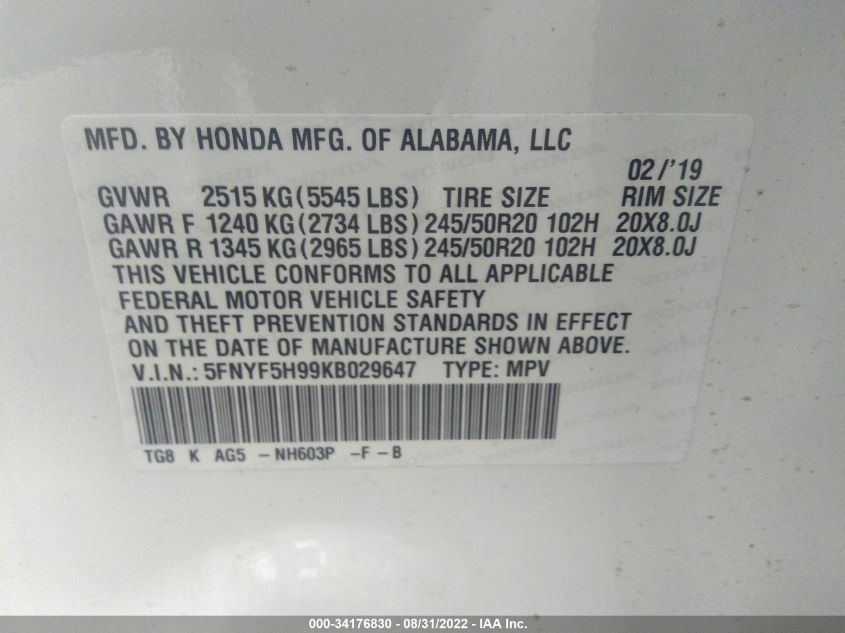 MFD. BY HONDA MFG. OF ALABAMA, LLC
02/'19
GVWR 2515 KG(5545 LBS) TIRE SIZE RIM SIZE
GAWR F 1240 KG(2734 LBS) 245/50R20 102H 20X8.0J
GAWR R 1345 KG(2965 LBS) 245/50R20 102H 20X8.0J
THIS VEHICLE CONFORMS TO ALL APPLICABLE
FEDERAL MOTOR VEHICLE SAFETY
AND THEFT PREVENTION STANDARDS IN EFFECT
ON THE DATE OF MANUFACTURE SHOWN ABOVE.
V.I.N.: 5FNYF5H99KB029647 TYPE: MPV
TG8 K AG5 -NH603P -F-B
000-34176830 - 08/31/2022 - IAA Inc.